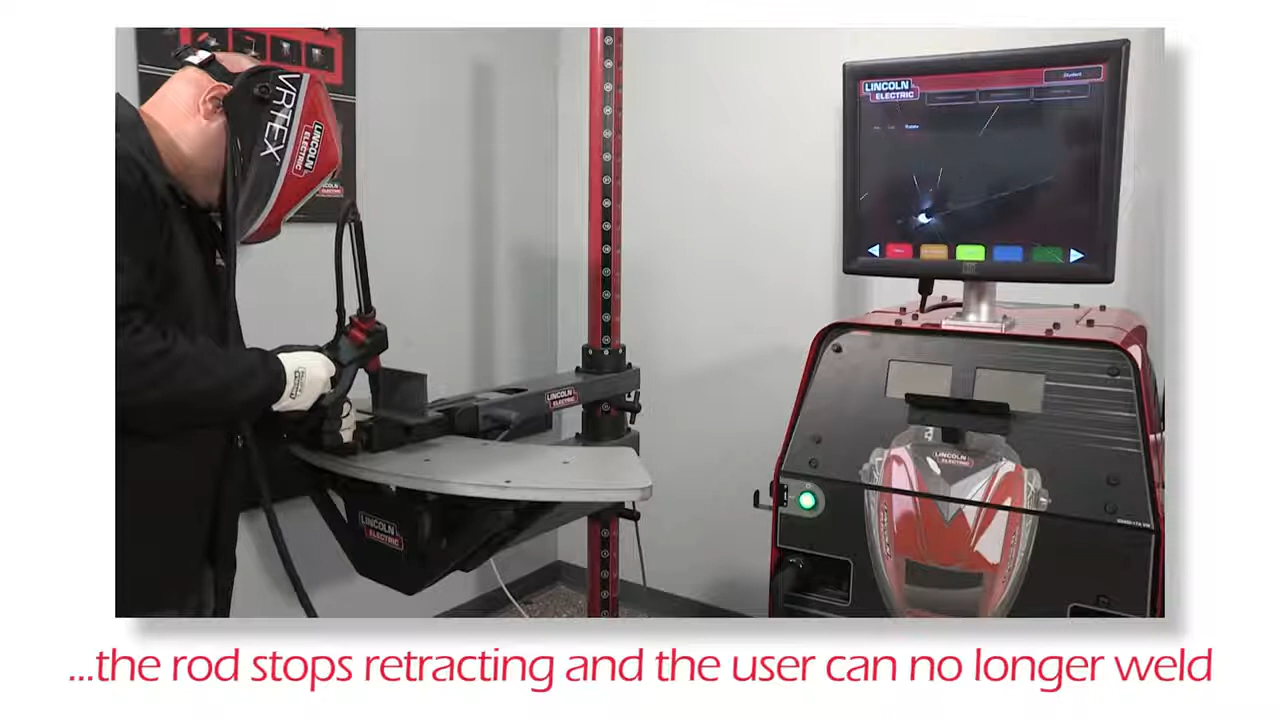 VRTEX
LINCOLN
ELECTRIC
LINCOLN
ELECTRIC
Student
LINCOLN
ELECTRIC
LINCOLN
ELECTRIC
LINCOLN
ELECTRIC
...the rod stops retracting and the user can no longer weld